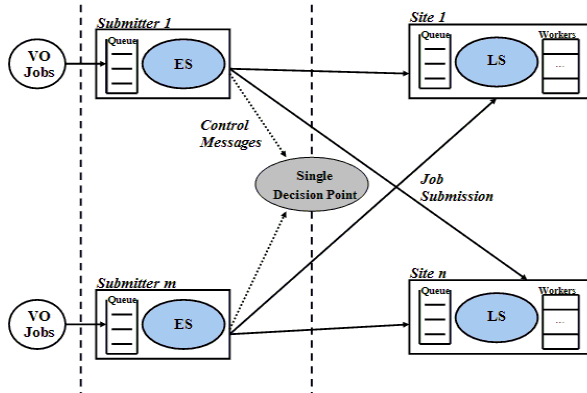 Submitter 1
Site 1
VO
Jobs
Queue
ES
Queue
LS
Workers
...
Control
Messages
Single
Decision Point
Job
Submission
Submitter m
Site n
VO
Jobs
Queue
ES
Queue
LS
Workers
...